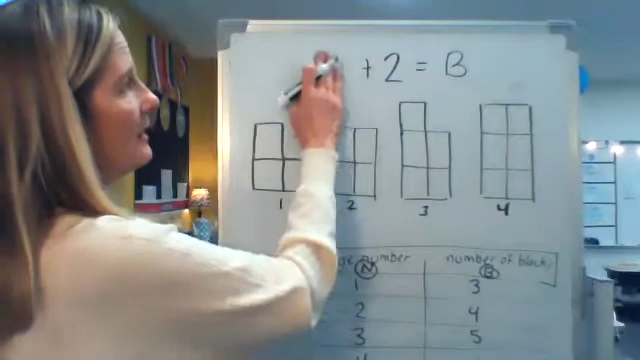 + 2 = B
1 2 3 4
number number of blocks
N B
1 3
2 4
3 5